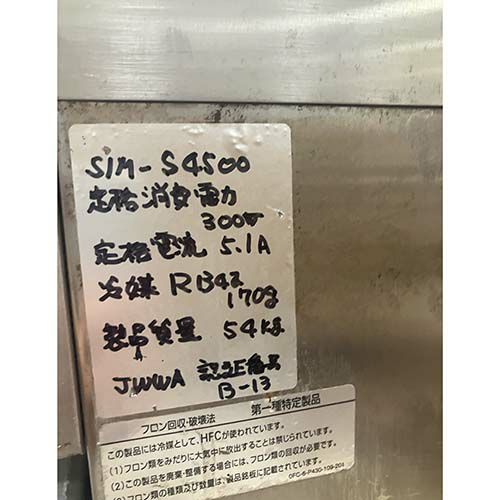 SIM-S4500
定格消費電力
300W
定格電流 5.1A
冷媒 R134a
170g
製品質量 54kg
JWWA 認証番号
B-13
フロン回収・破壊法 第一種特定製品
この製品には冷媒として、HFCが使われています。
(1)フロン類をみだりに大気中に放出することは禁じられています。
(2)この製品を廃棄・整備する場合には、フロン類の回収が必要です。
(3)フロン類の種類及び数量は、製品銘板に記載されています。